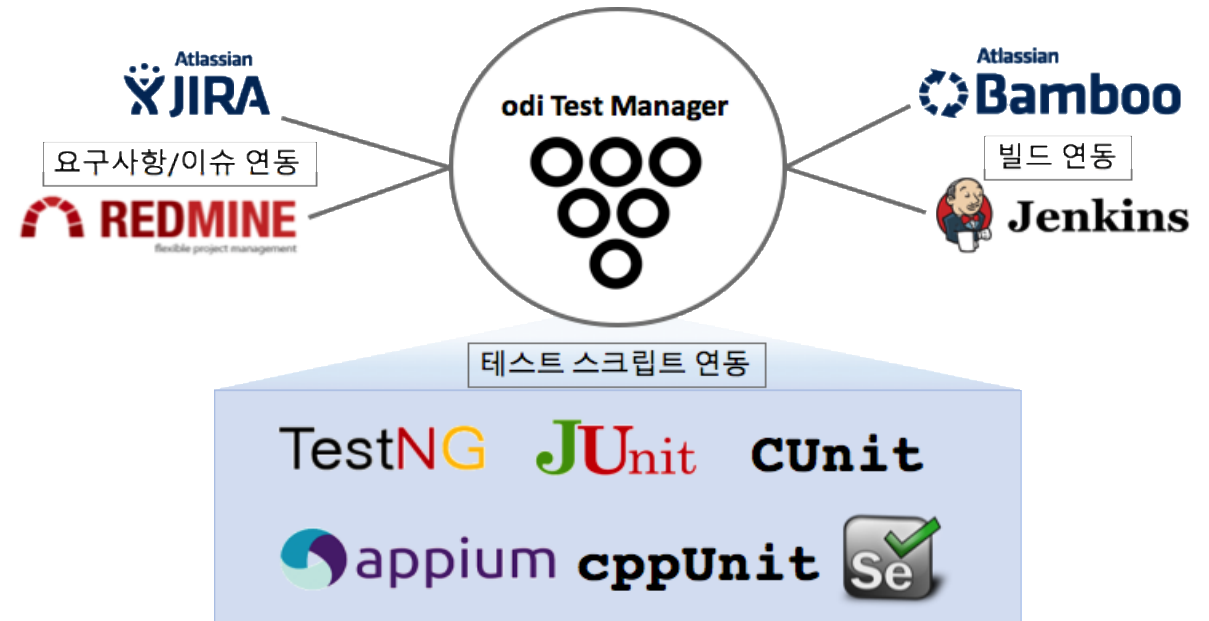 Atlassian
JIRA
요구사항/이슈 연동
REDMINE
flexible project management
odi Test Manager
Atlassian
Bamboo
빌드 연동
Jenkins
테스트 스크립트 연동
TestNG JUnit CUnit
appium cppUnit Se